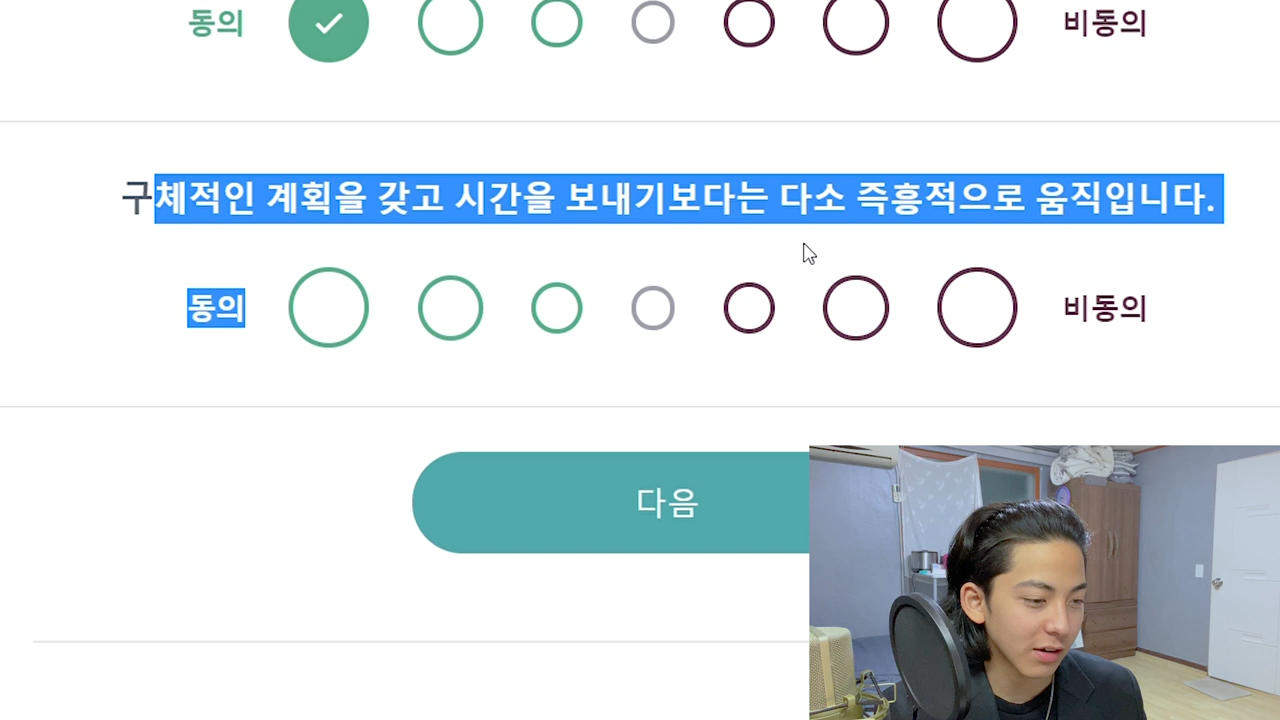 동의 비동의
구체적인 계획을 갖고 시간을 보내기보다는 다소 즉흥적으로 움직입니다.
동의 비동의
다음